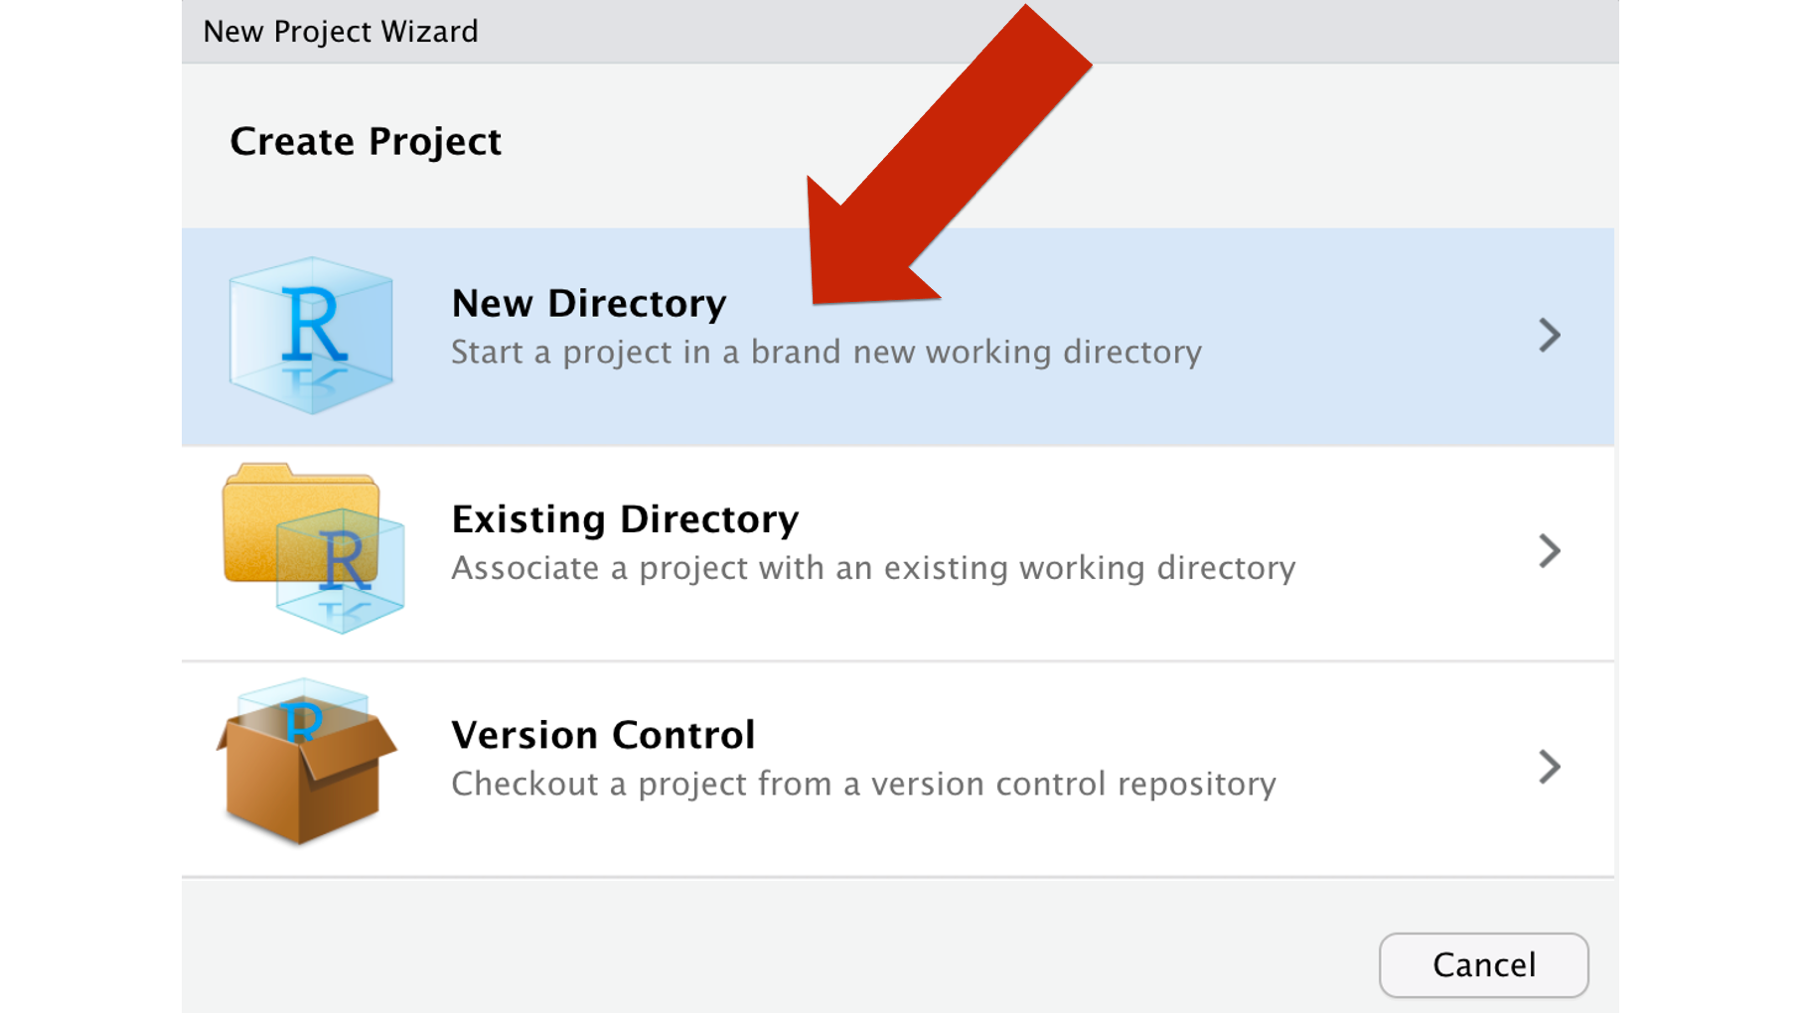 New Project Wizard
Create Project
R
New Directory
Start a project in a brand new working directory
R
Existing Directory
Associate a project with an existing working directory
R
Version Control
Checkout a project from a version control repository
Cancel